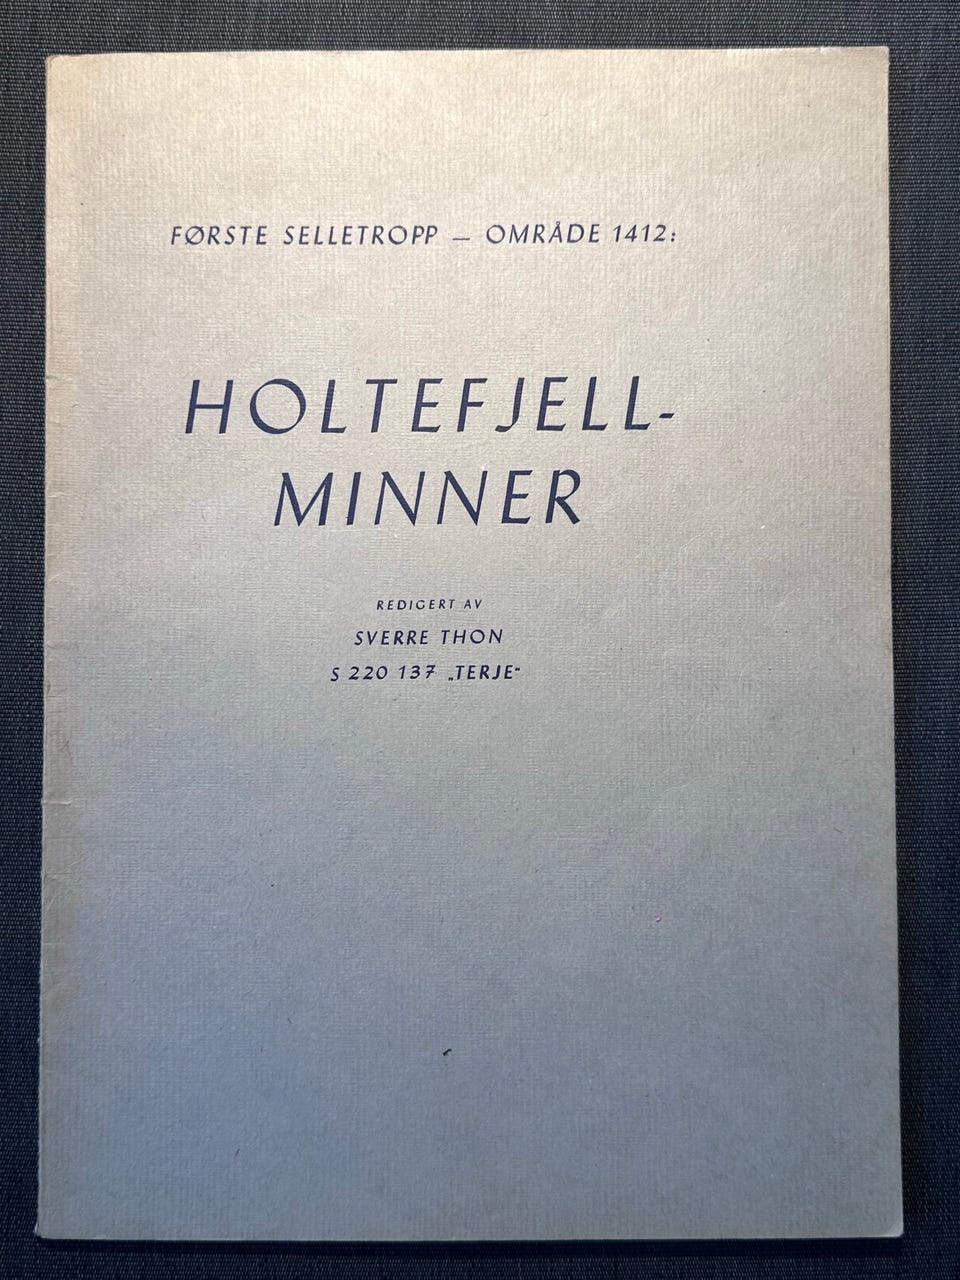 FØRSTE SELLETROPP — OMRÅDE 1412:
HOLTEFJELL-
MINNER
REDIGERT AV
SVERRE THON
S 220 137 „TERJE“